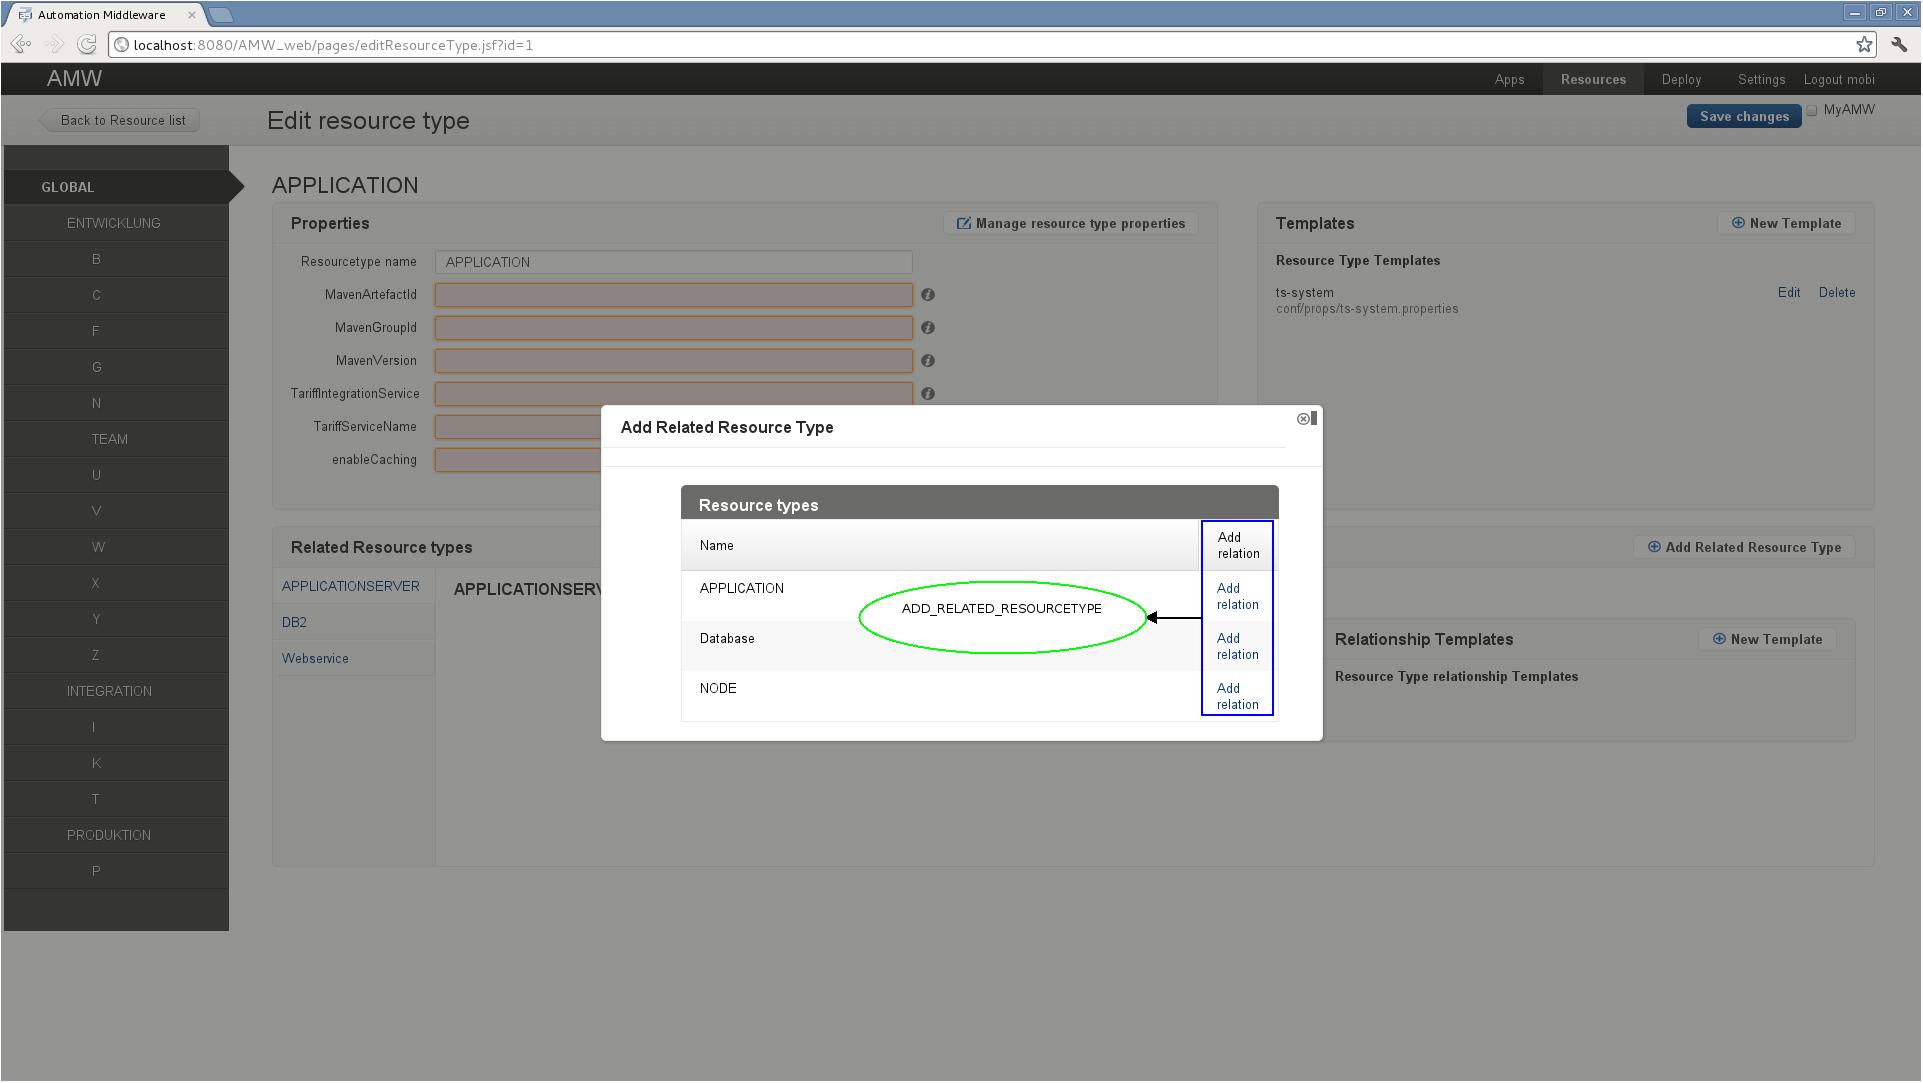 Automation Middleware
localhost:8080/AMW_web/pages/editResourceType.jsf?id=1
AMW
Apps
Resources
Deploy
Settings
Logout mobi
Back to Resource list
Edit resource type
Save changes
MyAMW
GLOBAL
ENTWICKLUNG
B
C
F
G
N
TEAM
U
V
W
X
Y
Z
INTEGRATION
I
K
T
PRODUKTION
P
APPLICATION
Properties
Manage resource type properties
Resourcetype name
APPLICATION
MavenArtefactId
MavenGroupId
MavenVersion
TariffIntegrationService
TariffServiceName
enableCaching
Templates
New Template
Resource Type Templates
ts-system
Edit
Delete
conf/props/ts-system.properties
Related Resource types
Add Related Resource Type
APPLICATIONSERVER
DB2
Webservice
APPLICATIONSERV
Relationship Templates
New Template
Resource Type relationship Templates
Add Related Resource Type
Resource types
Name
Add
relation
APPLICATION
Add
relation
ADD_RELATED_RESOURCETYPE
Database
Add
relation
NODE
Add
relation